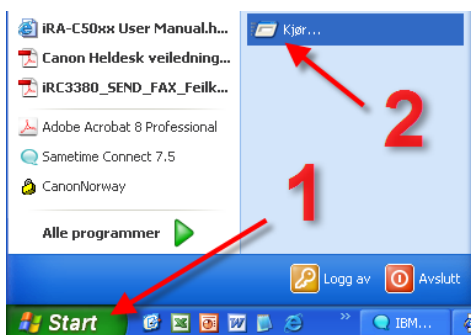 iRA-C50xx User Manual.h...
Canon Heldesk veiledning...
iRC3380_SEND_FAX_Feilk...
Adobe Acrobat 8 Professional
Sametime Connect 7.5
CanonNorway
Alle programmer
Kjør...
2
1
Logg av
Avslutt
Start
IBM...